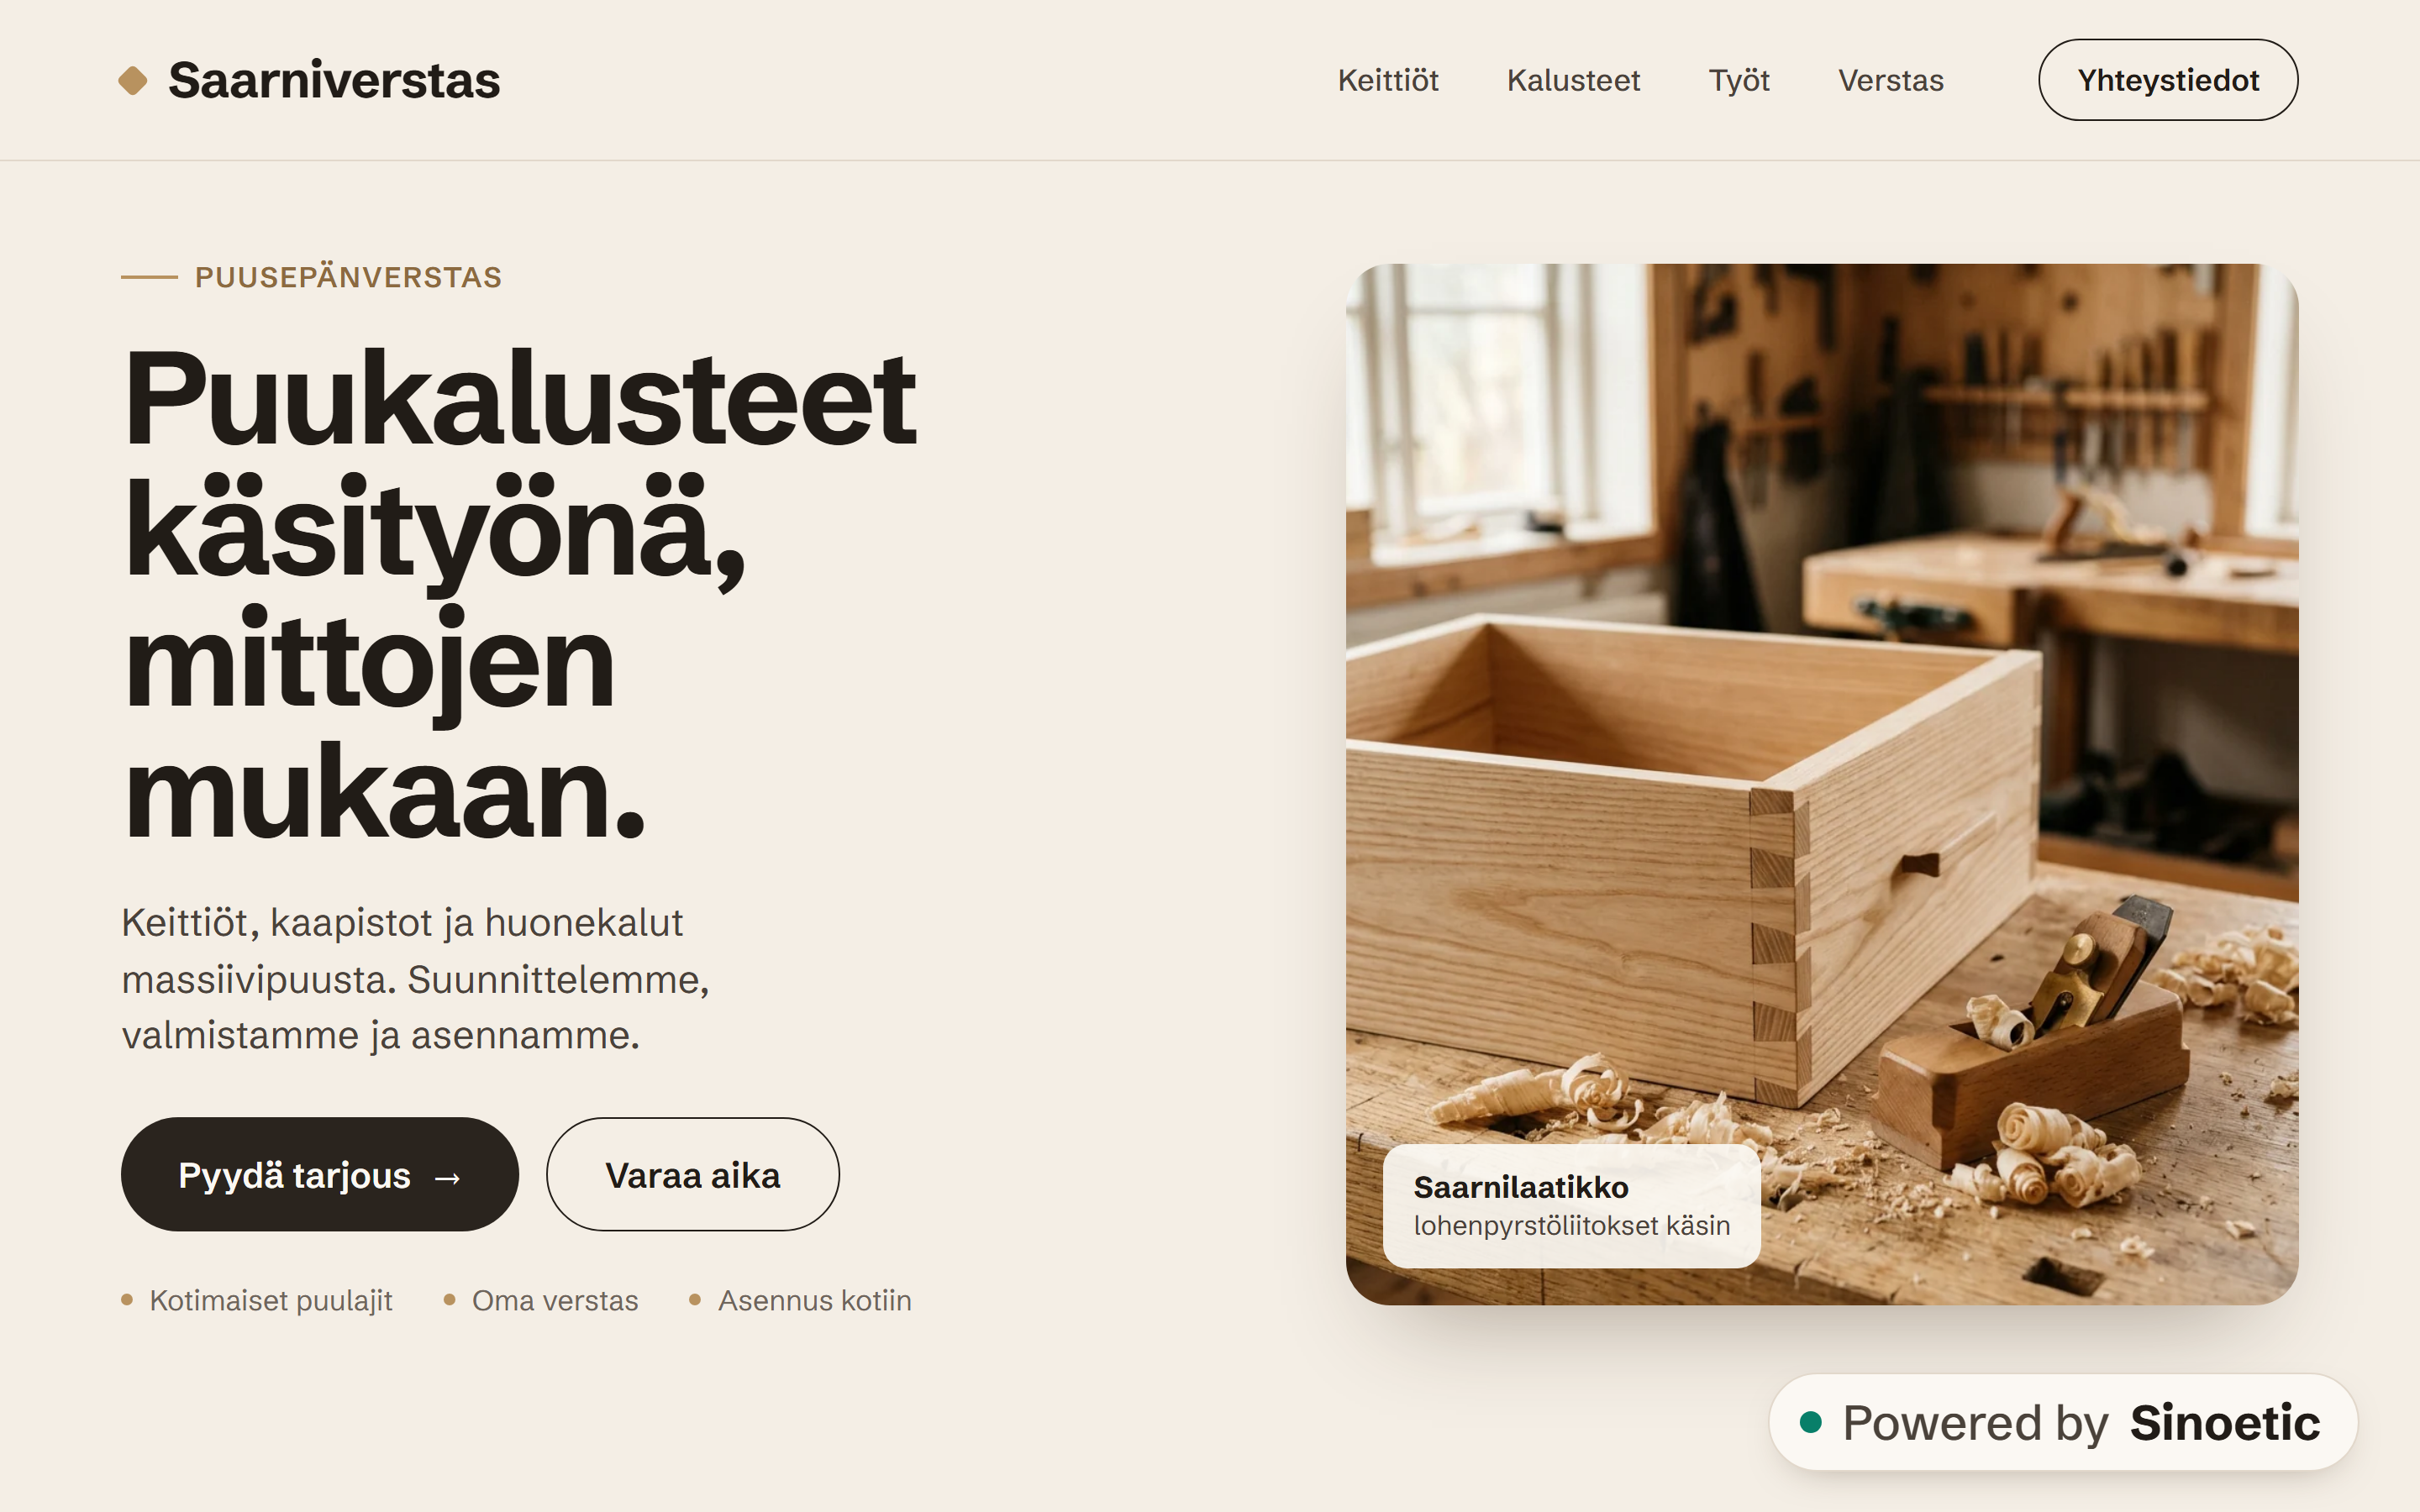 Saarniverstas
Keittiöt
Kalusteet
Työt
Verstas
Yhteystiedot
PUUSEPÄNVERSTAS
Puukalusteet
käsityönä,
mittojen
mukaan.
Keittiöt, kaapistot ja huonekalut
massiivipuusta. Suunnittelemme,
valmistamme ja asennamme.
Pyydä tarjous →
Varaa aika
Kotimaiset puulajit
Oma verstas
Asennus kotiin
Saarnilaatikko
lohenpyrstöliitokset käsin
Powered by Sinoetic